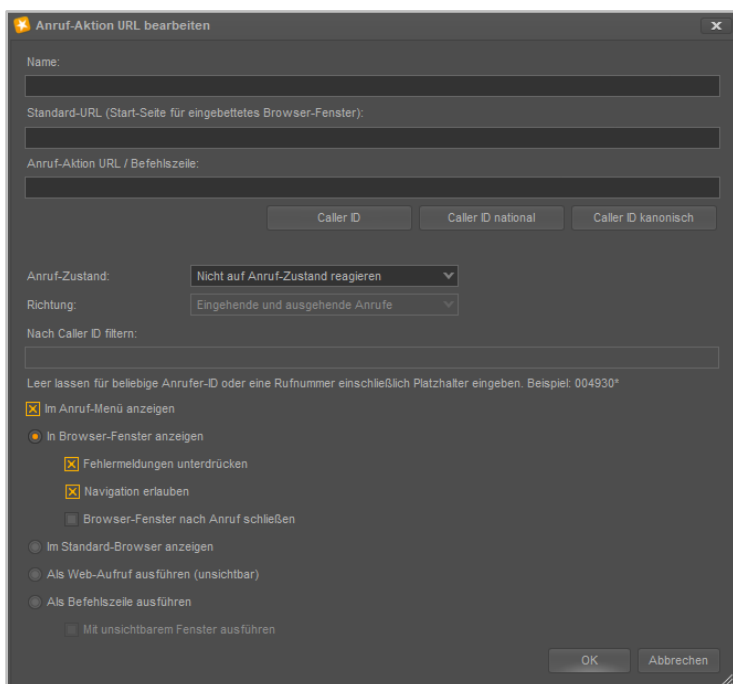 Anruf-Aktion URL bearbeiten
Name:
Standard-URL (Start-Seite für eingebettetes Browser-Fenster):
Anruf-Aktion URL / Befehlszeile:
Caller ID Caller ID national Caller ID kanonisch
Anruf-Zustand: Nicht auf Anruf-Zustand reagieren
Richtung: Eingehende und ausgehende Anrufe
Nach Caller ID filtern:
Leer lassen für beliebige Anrufer-ID oder eine Rufnummer einschließlich Platzhalter eingeben. Beispiel: 004930*
Im Anruf-Menü anzeigen
In Browser-Fenster anzeigen
Fehlermeldungen unterdrücken
Navigation erlauben
Browser-Fenster nach Anruf schließen
Im Standard-Browser anzeigen
Als Web-Aufruf ausführen (unsichtbar)
Als Befehlszeile ausführen
Mit unsichtbarem Fenster ausführen
OK Abbrechen